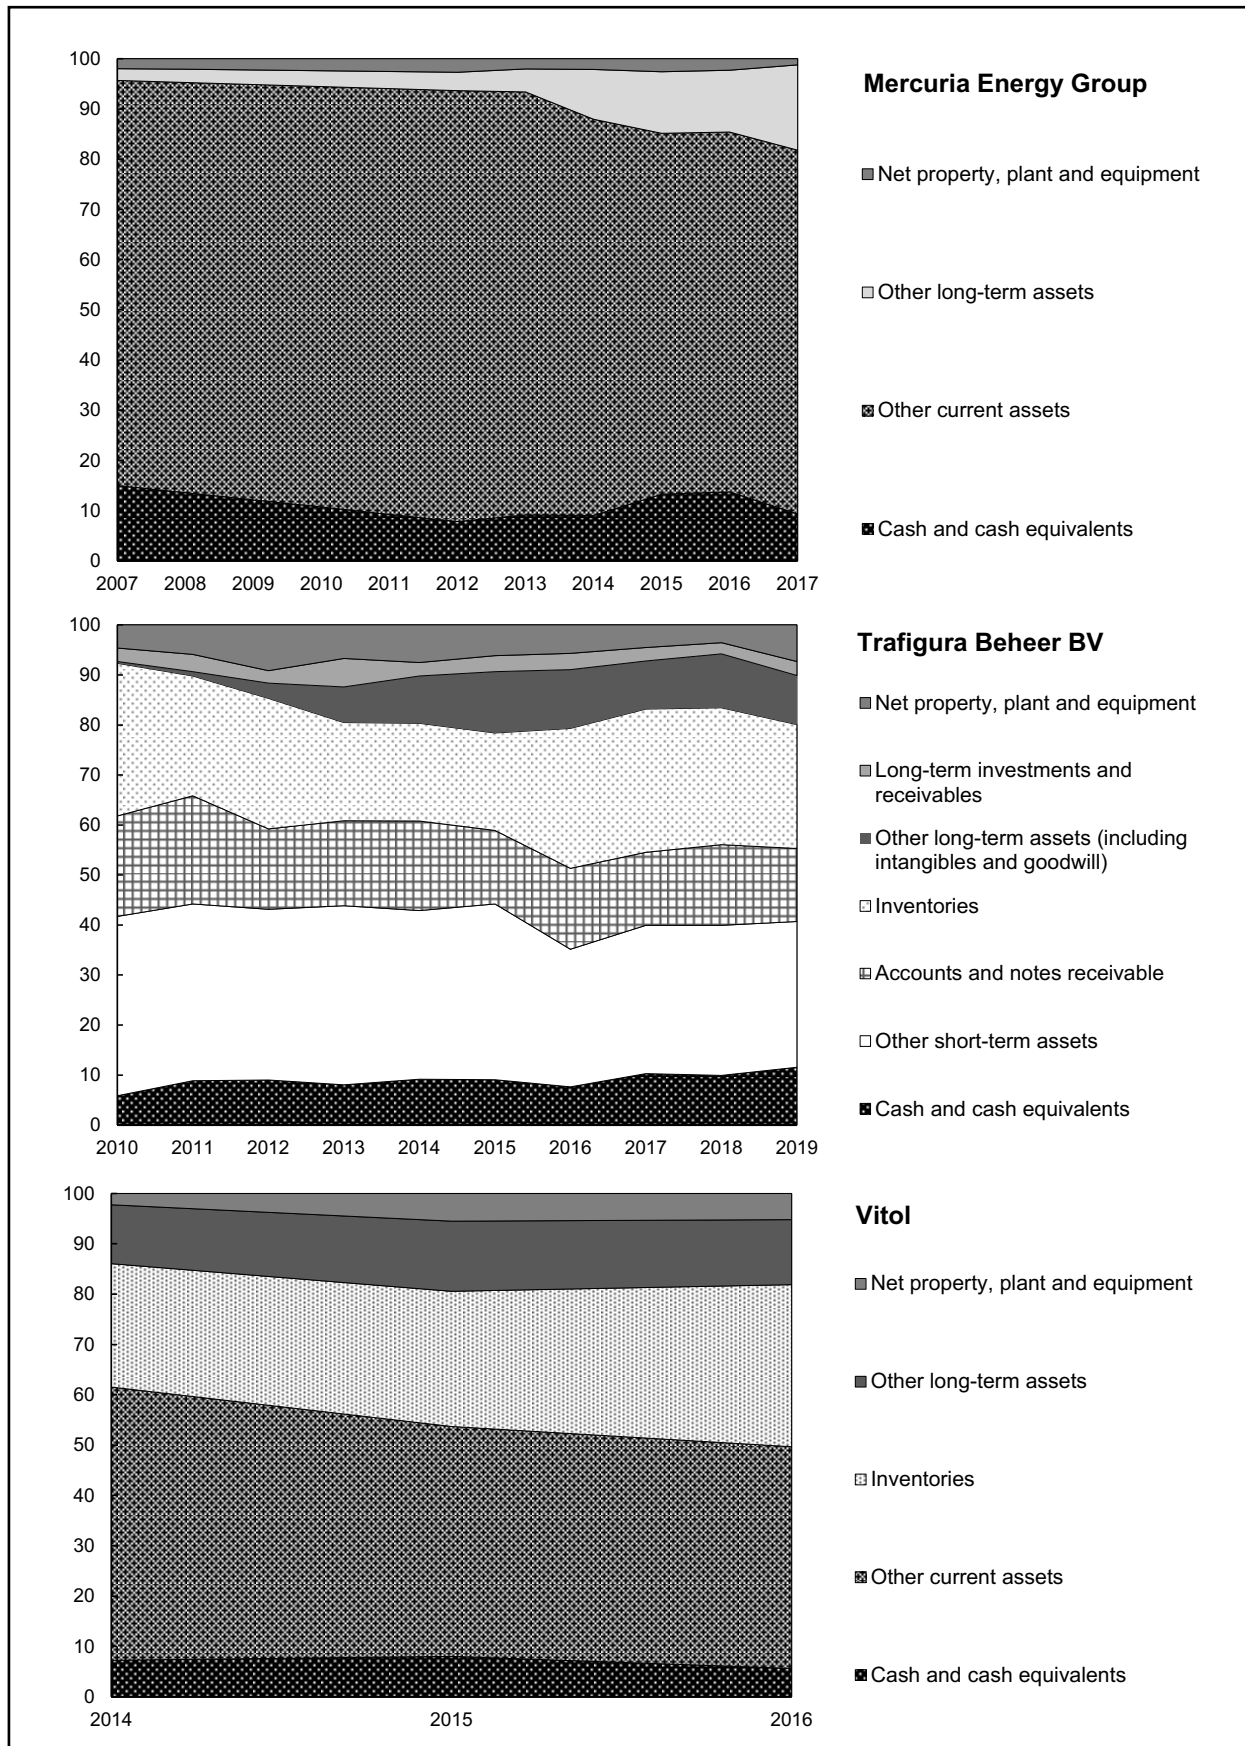 Mercuria Energy Group
100
90
80
70
60
50
40
30
20
10
0
2007 2008 2009 2010 2011 2012 2013 2014 2015 2016 2017
Net property, plant and equipment
Other long-term assets
Other current assets
Cash and cash equivalents
Trafigura Beheer BV
100
90
80
70
60
50
40
30
20
10
0
2010 2011 2012 2013 2014 2015 2016 2017 2018 2019
Net property, plant and equipment
Long-term investments and
receivables
Other long-term assets (including
intangibles and goodwill)
Inventories
Accounts and notes receivable
Other short-term assets
Cash and cash equivalents
Vitol
100
90
80
70
60
50
40
30
20
10
0
2014 2015 2016
Net property, plant and equipment
Other long-term assets
Inventories
Other current assets
Cash and cash equivalents